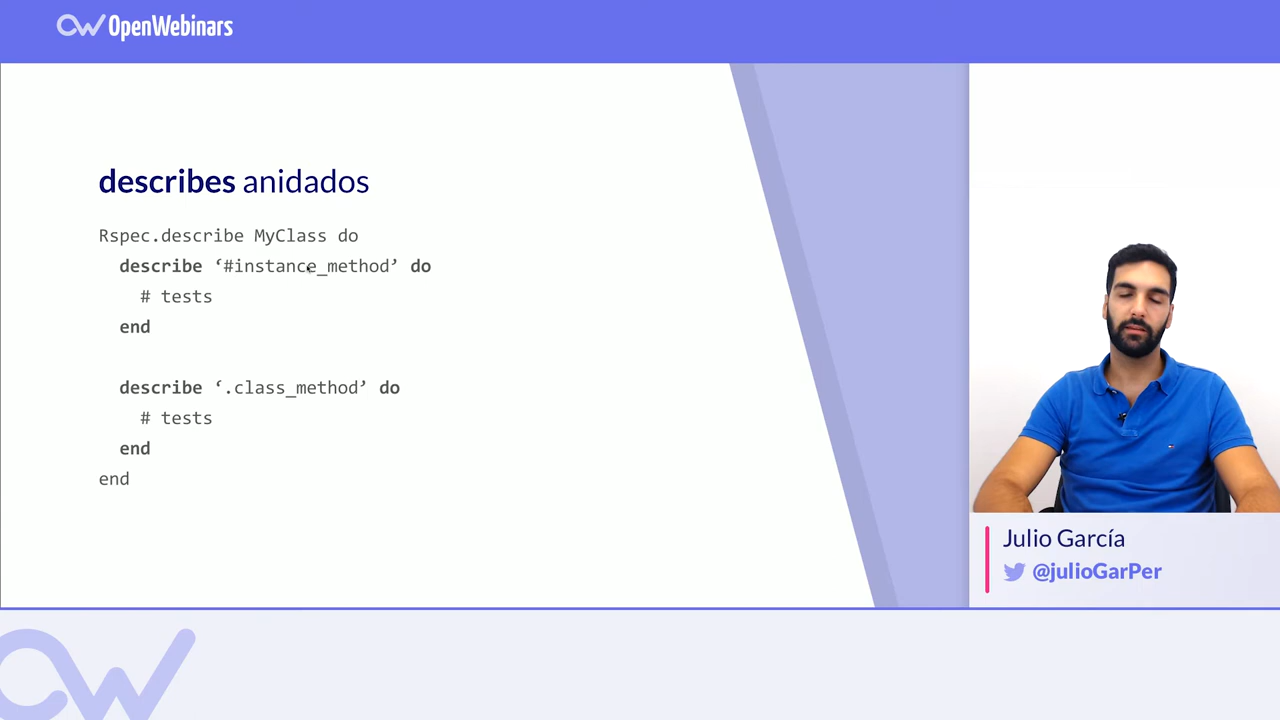 OpenWebinars
describes anidados
Rspec.describe MyClass do
describe ‘#instance_method’ do
# tests
end
describe ‘.class_method’ do
# tests
end
end
Julio García
@julioGarPer